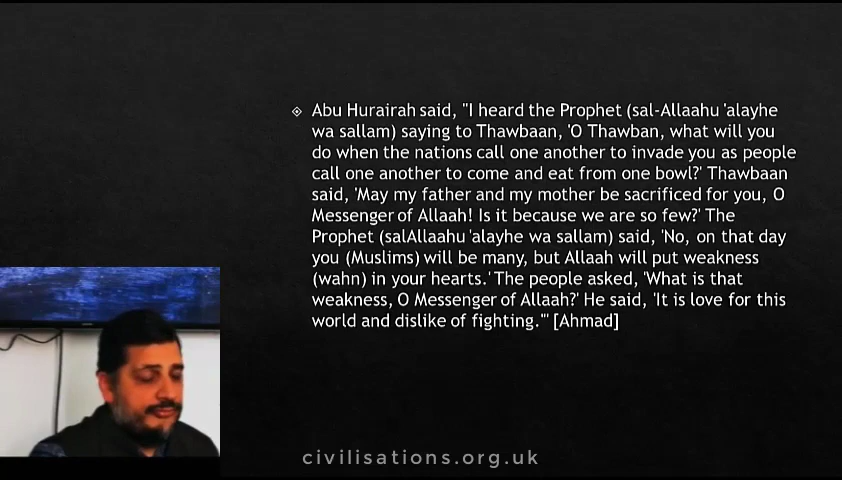 Abu Hurairah said, "I heard the Prophet (sal-Allaahu 'alayhe
wa sallam) saying to Thawbaan, 'O Thawban, what will you
do when the nations call one another to invade you as people
call one another to come and eat from one bowl?' Thawbaan
said, 'May my father and my mother be sacrificed for you, O
Messenger of Allaah! Is it because we are so few?' The
Prophet (salAllaahu 'alayhe wa sallam) said, 'No, on that day
you (Muslims) will be many, but Allaah will put weakness
(wahn) in your hearts.' The people asked, 'What is that
weakness, O Messenger of Allaah?' He said, 'It is love for this
world and dislike of fighting.'" [Ahmad]
civilisations.org.uk